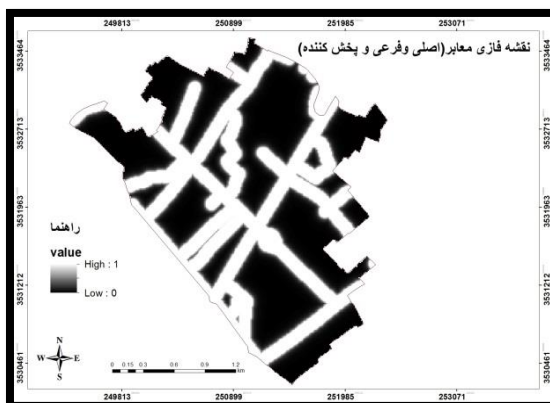 249813 250899 251985 253071
نقشه فازی معابر(اصلی وفرعی و پخش کننده)
3533464 3533464
3532713 3532713
3531963 3531963
راهنما
value
High : 1
Low : 0
3531212 3531212
N
W E
S
0 0.15 0.3 0.6 0.9 1.2
km
3530461 3530461
249813 250899 251985 253071